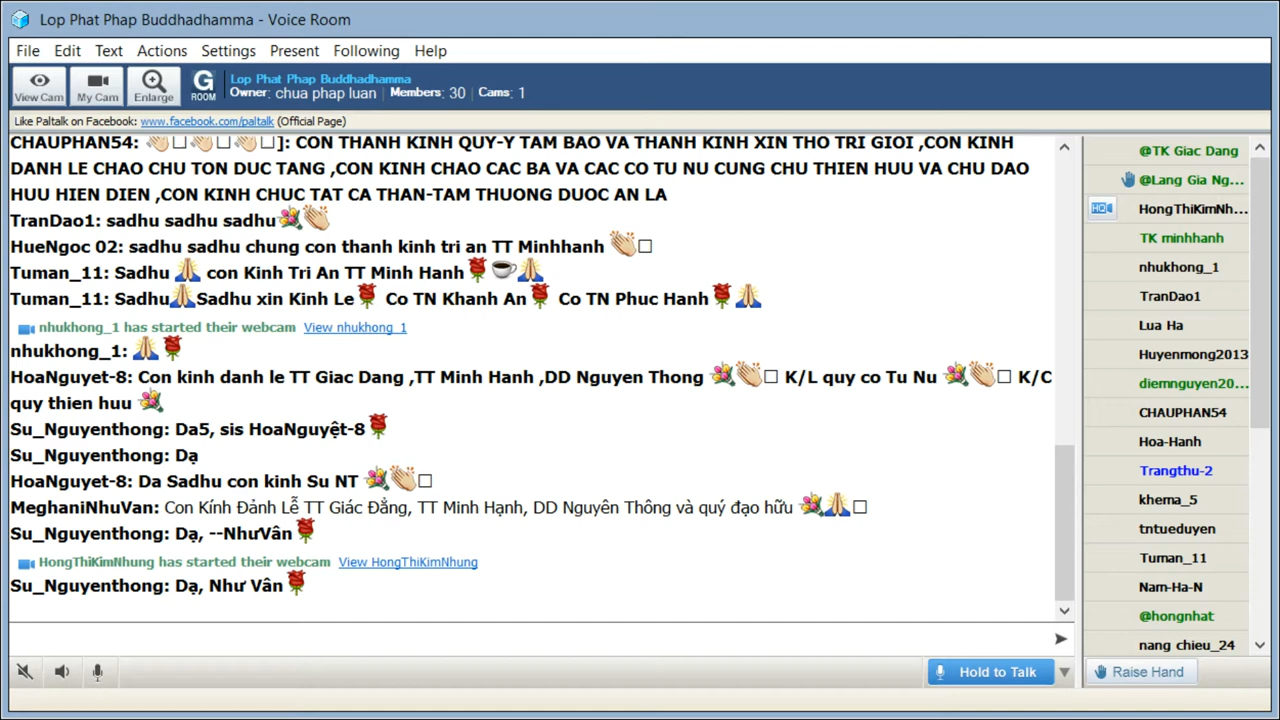 Lop Phat Phap Buddhadhamma - Voice Room
File Edit Text Actions Settings Present Following Help
View Cam My Cam Enlarge G ROOM
Lop Phat Phap Buddhadhamma
Owner: chua phap luan Members: 30 Cams: 1
Like Paltalk on Facebook: www.facebook.com/paltalk (Official Page)
CHAUPHAN54: ]: CON THANH KINH QUY-Y TAM BAO VA THANH KINH XIN THO TRI GIOI ,CON KINH
DANH LE CHAO CHU TON DUC TANG ,CON KINH CHAO CAC BA VA CAC CO TU NU CUNG CHU THIEN HUU VA CHU DAO
HUU HIEN DIEN ,CON KINH CHUC TAT CA THAN-TAM THUONG DUOC AN LA
TranDao1: sadhu sadhu sadhu
HueNgoc 02: sadhu sadhu chung con thanh kinh tri an TT Minhhanh
Tuman_11: Sadhu con Kinh Tri An TT Minh Hanh
Tuman_11: Sadhu Sadhu xin Kinh Le Co TN Khanh An Co TN Phuc Hanh
nhukhong_1 has started their webcam View nhukhong_1
nhukhong_1:
HoaNguyet-8: Con kinh danh le TT Giac Dang ,TT Minh Hanh ,DD Nguyen Thong K/L quy co Tu Nu K/C
quy thien huu
Su_Nguyenthong: Da5, sis HoaNguyệt-8
Su_Nguyenthong: Dạ
HoaNguyet-8: Da Sadhu con kinh Su NT
MeghaniNhuVan: Con Kính Đảnh Lễ TT Giác Đẳng, TT Minh Hạnh, DD Nguyên Thông và quý đạo hữu
Su_Nguyenthong: Dạ, --NhưVân
HongThiKimNhung has started their webcam View HongThiKimNhung
Su_Nguyenthong: Dạ, Như Vân
Hold to Talk
@TK Giac Dang
@Lang Gia Ng...
HQ HongThiKimNh...
TK minhhanh
nhukhong_1
TranDao1
Lua Ha
Huyenmong2013
diemnguyen20...
CHAUPHAN54
Hoa-Hanh
Trangthu-2
khema_5
tntueduyen
Tuman_11
Nam-Ha-N
@hongnhat
nang chieu_24
Raise Hand